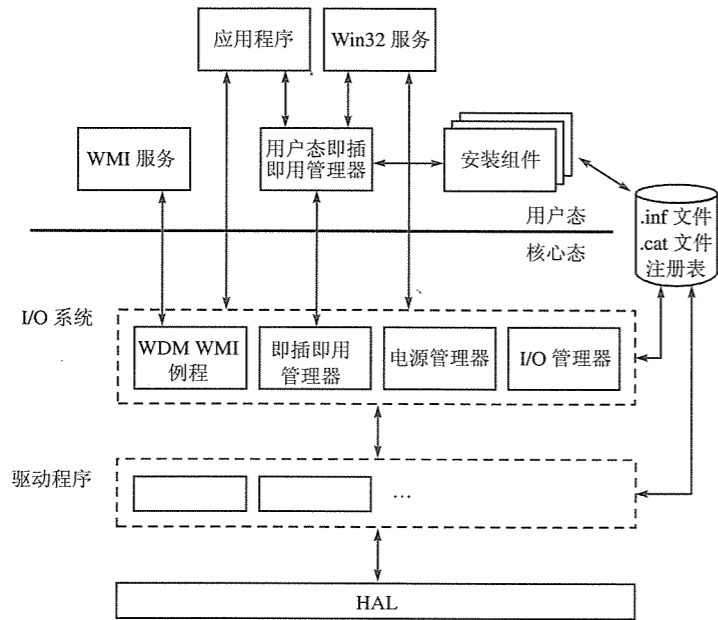 应用程序
Win32 服务
WMI 服务
用户态即插
即用管理器
安装组件
用户态
核心态
.inf 文件
.cat 文件
注册表
I/O 系统
WDM WMI
例程
即插即用
管理器
电源管理器
I/O 管理器
驱动程序
…
HAL